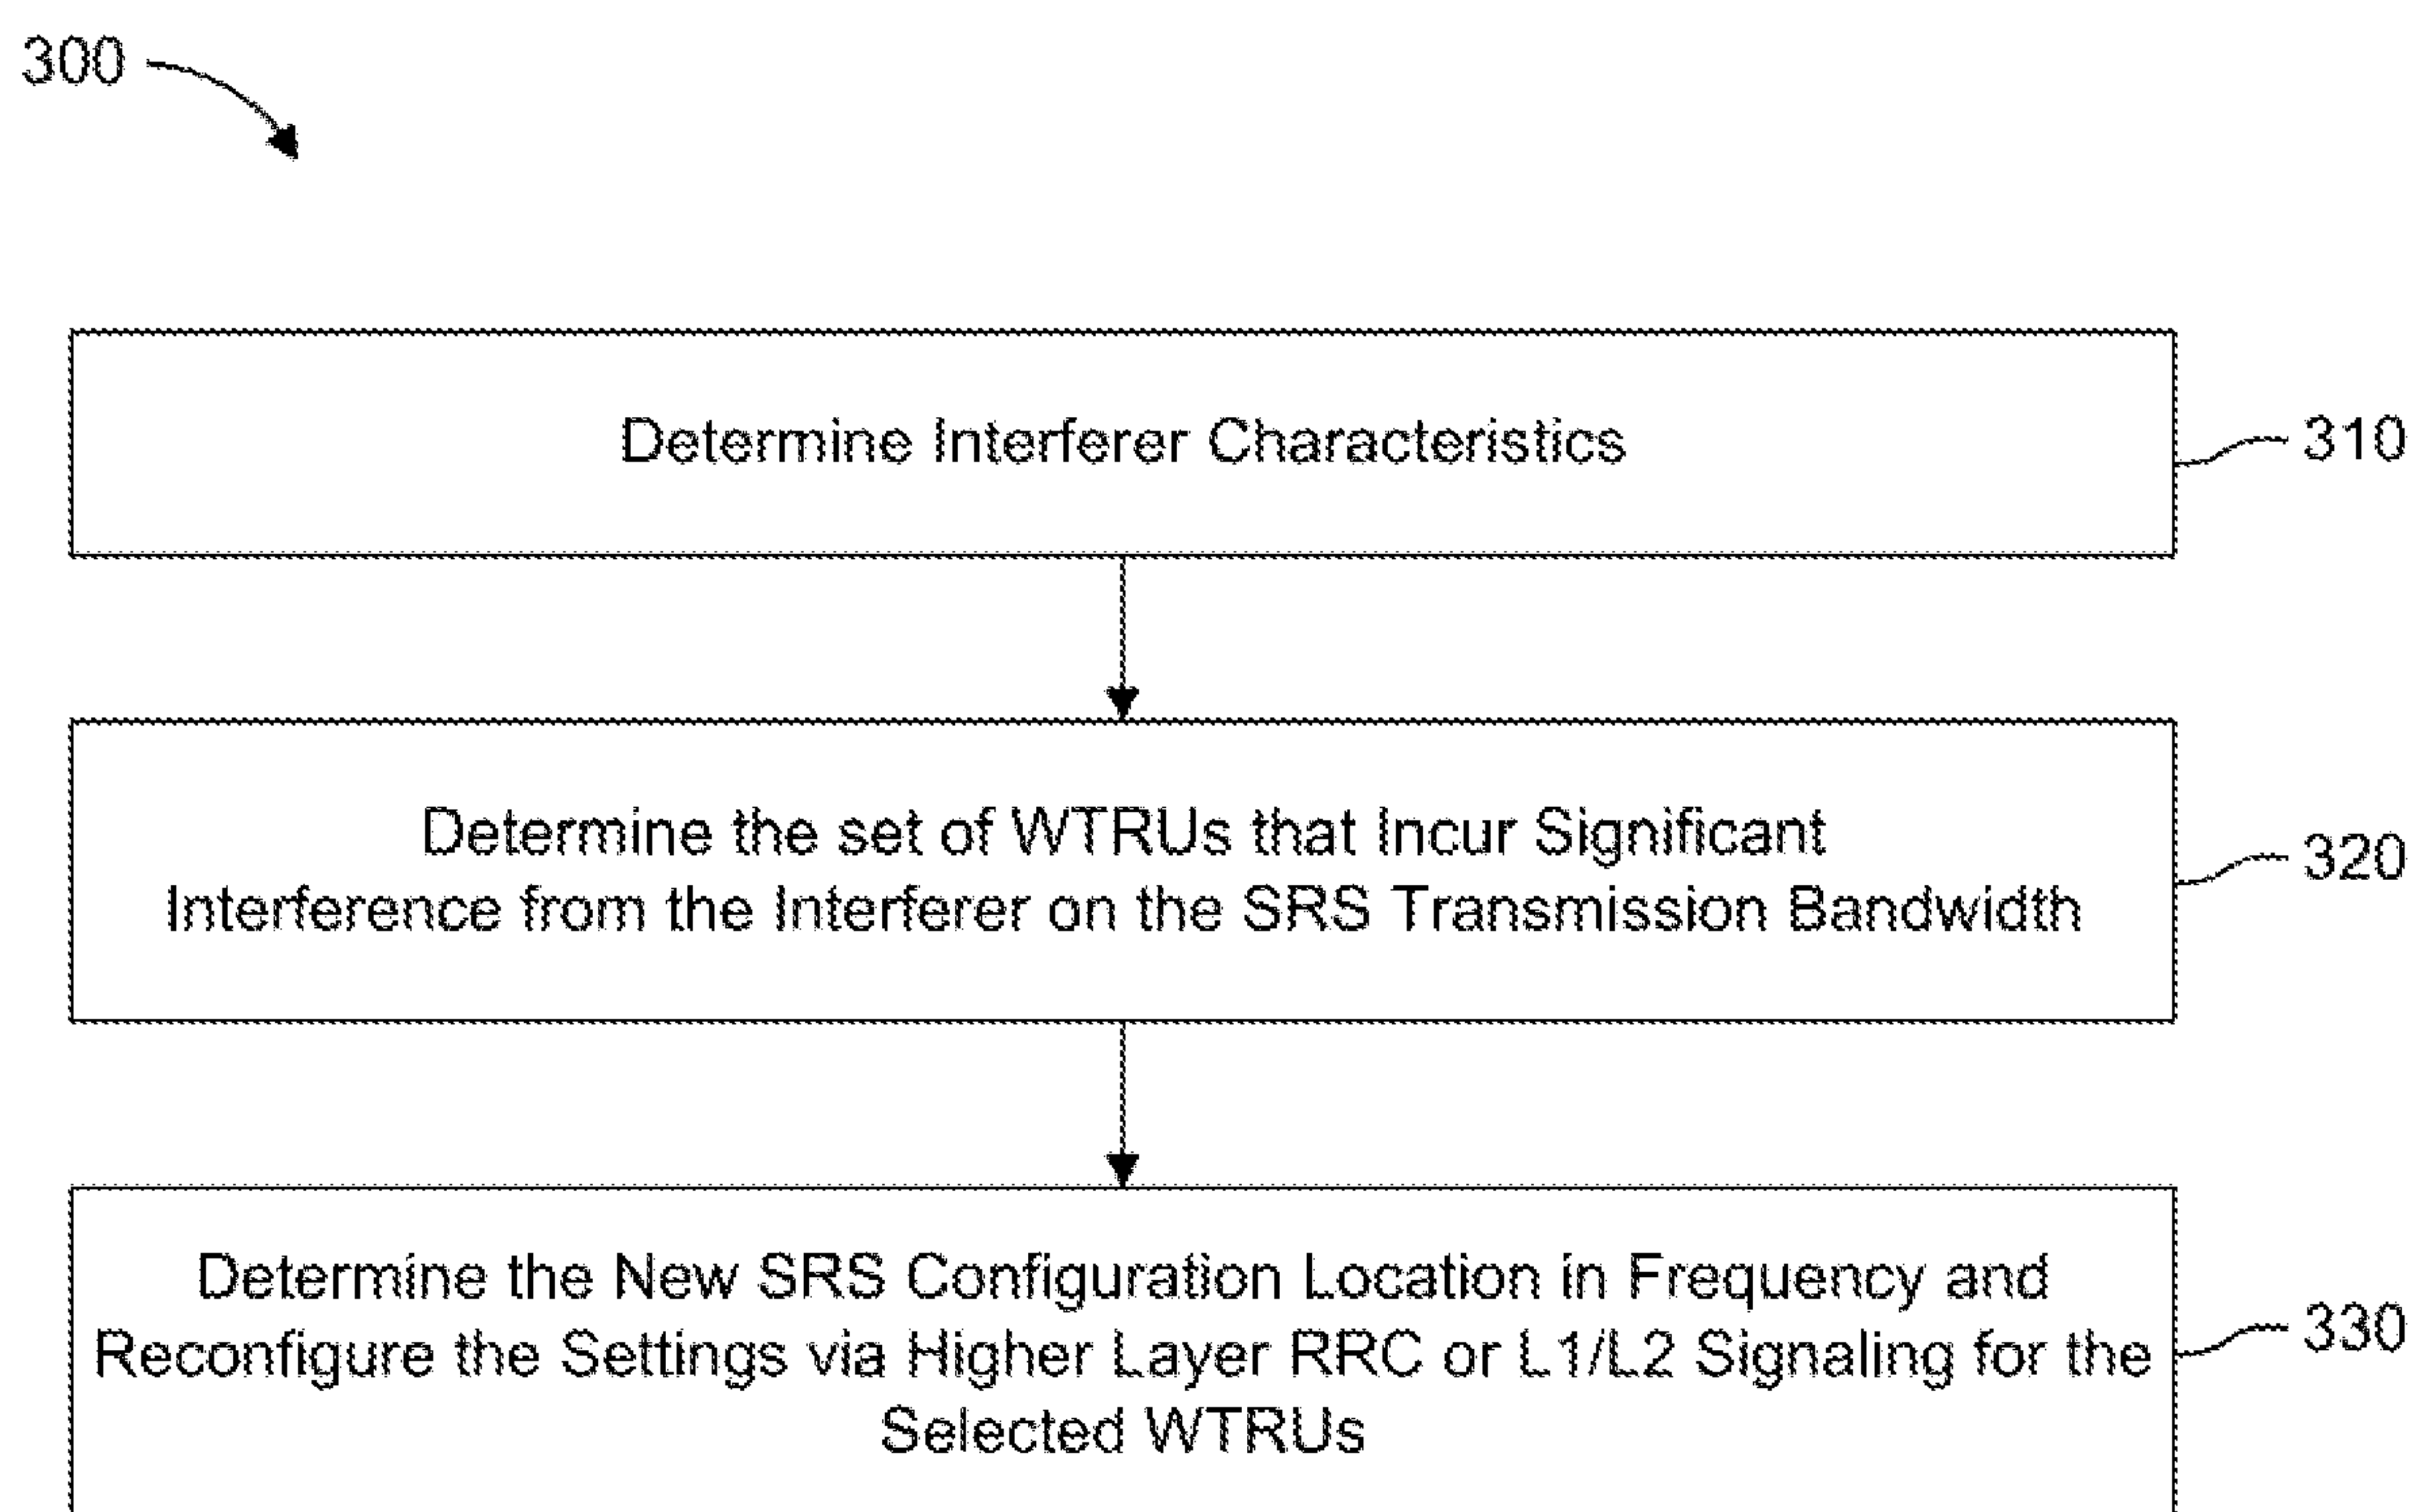 300
Determine Interferer Characteristics
310
Determine the set of WTRUs that Incur Significant
Interference from the Interferer on the SRS Transmission Bandwidth
320
Determine the New SRS Configuration Location in Frequency and
Reconfigure the Settings via Higher Layer RRC or L1/L2 Signaling for the
Selected WTRUs
330